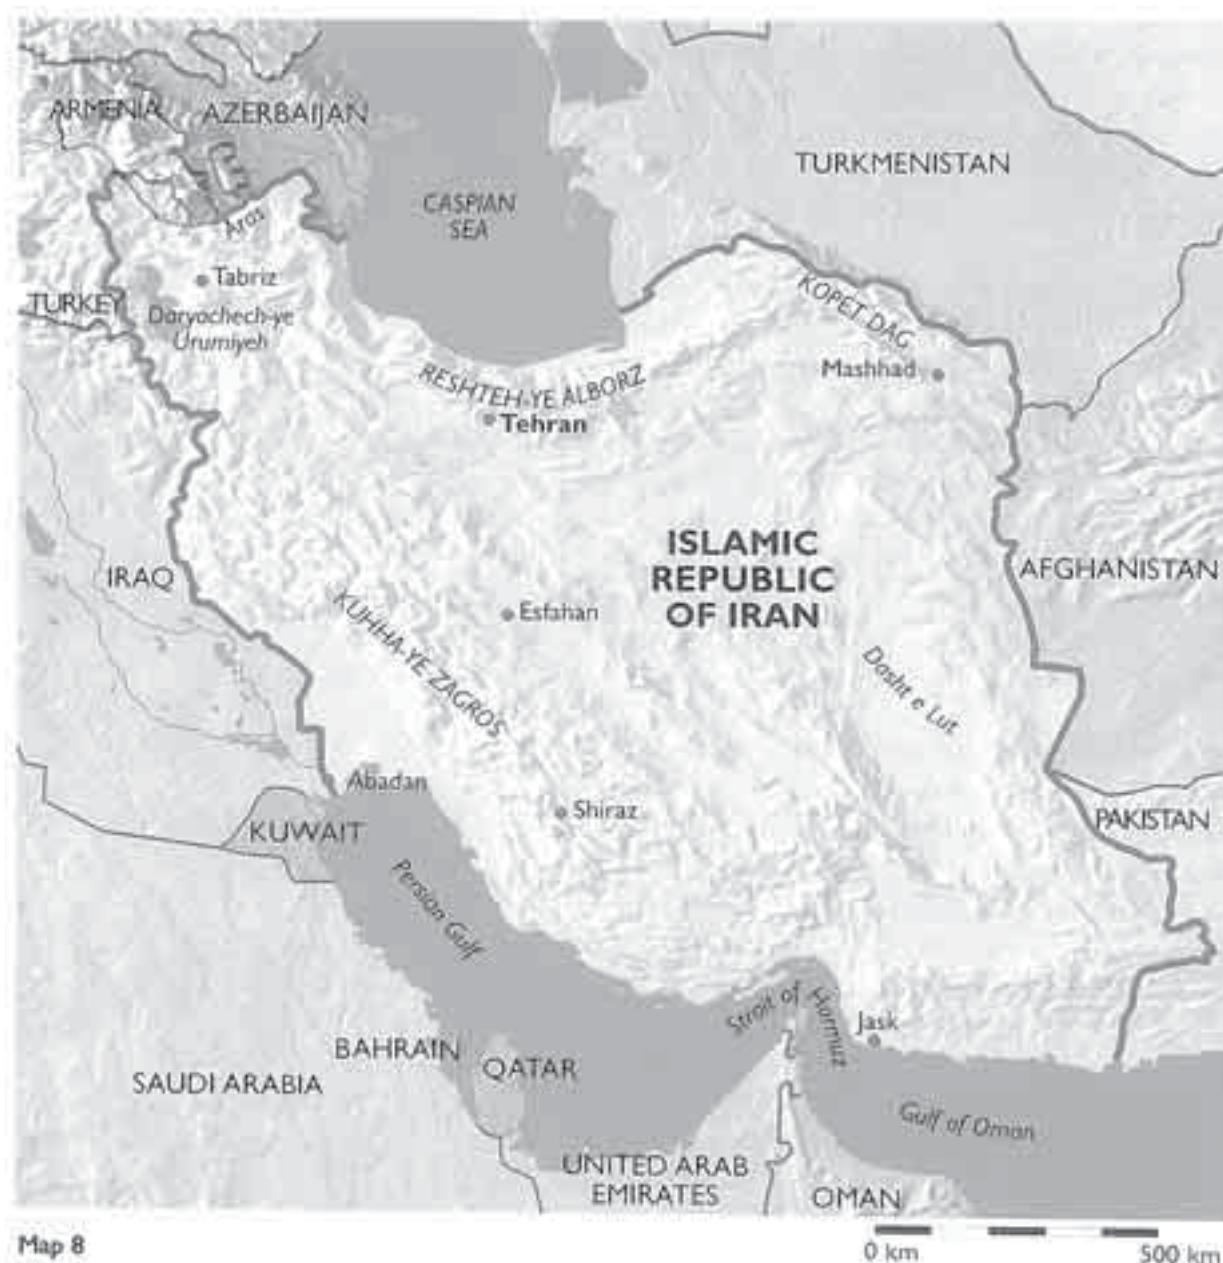 ARMENIA
AZERBAIJAN
TURKMENISTAN
CASPIAN
SEA
Aras
Tabriz
TURKEY
Daryachech-ye
Urumiyeh
KOPET DAG
Mashhad
RESHTEH-YE ALBORZ
Tehran
ISLAMIC
REPUBLIC
OF IRAN
IRAQ
AFGHANISTAN
Esfahan
KUHHA-YE ZAGROS
Dasht e Lut
Abadan
Shiraz
KUWAIT
PAKISTAN
Persian Gulf
Strait of
Hormuz
Jask
BAHRAIN
QATAR
SAUDI ARABIA
Gulf of Oman
UNITED ARAB
EMIRATES
OMAN
Map 8
0 km
500 km